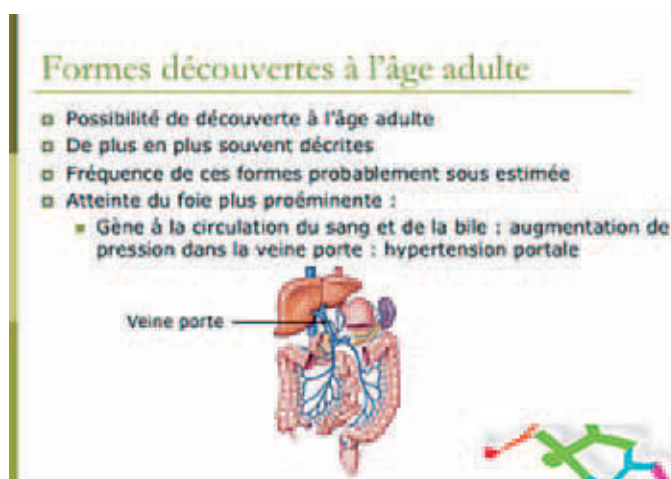 Formes découvertes à l'âge adulte
Possibilité de découverte à l'âge adulte
De plus en plus souvent décrites
Fréquence de ces formes probablement sous estimée
Atteinte du foie plus proéminente :
Gène à la circulation du sang et de la bile : augmentation de
pression dans la veine porte : hypertension portale
Veine porte